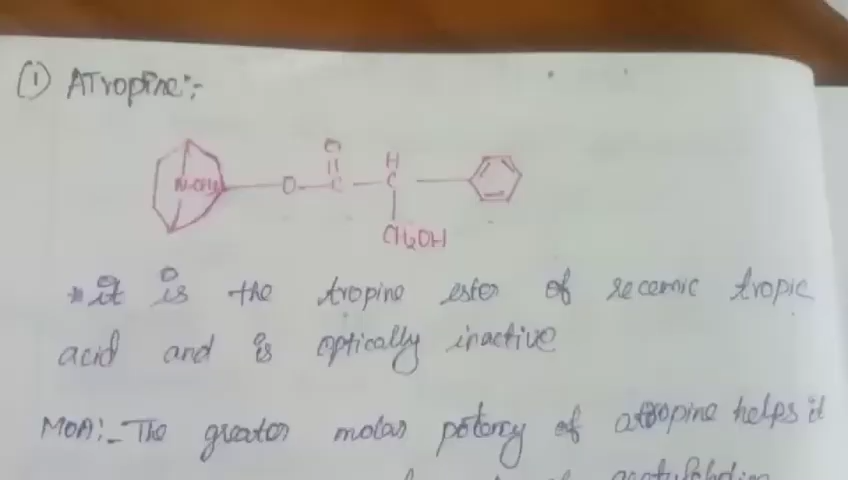 ① Atropine:-
N-CH3 O O C H C CH2OH
* it is the tropine ester of recemic tropic
acid and is optically inactive
MOA:- The greater molar potency of atropine helps it